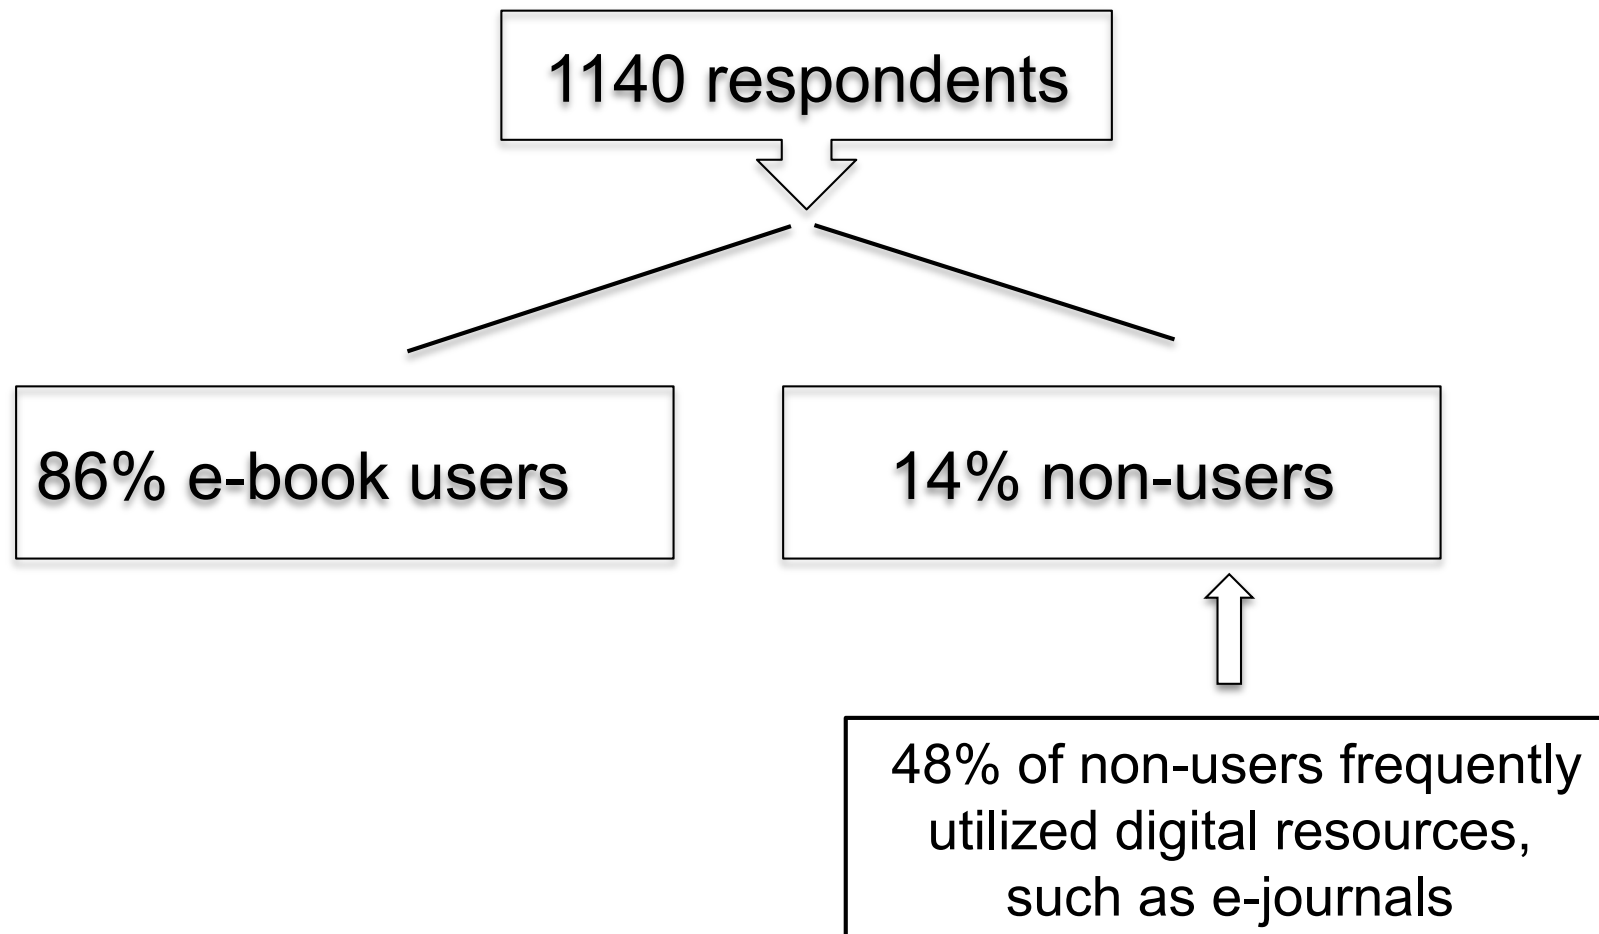 1140 respondents
86% e-book users
14% non-users
48% of non-users frequently
utilized digital resources,
such as e-journals